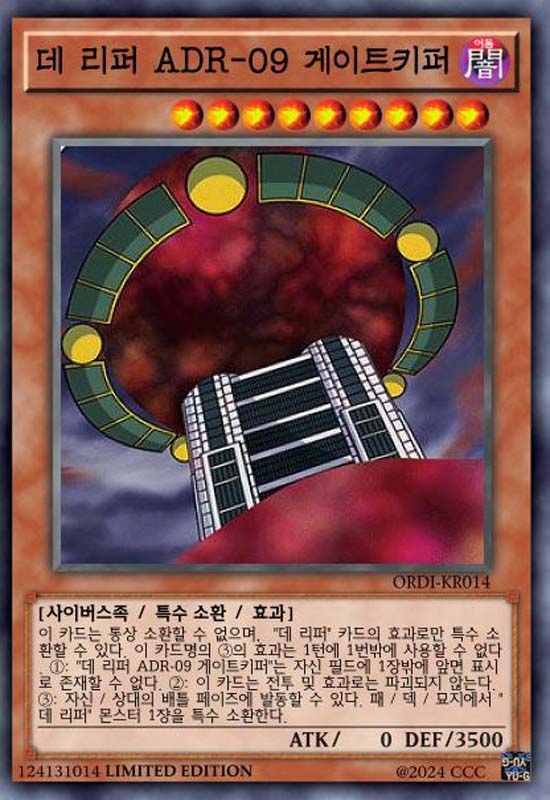 데 리퍼 ADR-09 게이트키퍼
어둠
闇
ORDI-KR014
[사이버스족 / 특수 소환 / 효과]
이 카드는 통상 소환할 수 없으며, "데 리퍼" 카드의 효과로만 특수 소
환할 수 있다. 이 카드명의 ③의 효과는 1턴에 1번밖에 사용할 수 없다
. ①: "데 리퍼 ADR-09 게이트키퍼"는 자신 필드에 1장밖에 앞면 표시
로 존재할 수 없다. ②: 이 카드는 전투 및 효과로는 파괴되지 않는다.
③: 자신 / 상대의 배틀 페이즈에 발동할 수 있다. 패 / 덱 / 묘지에서 "
데 리퍼" 몬스터 1장을 특수 소환한다.
ATK/ 0 DEF/3500
124131014 LIMITED EDITION
@2024 CCC
YU-G
YU-G